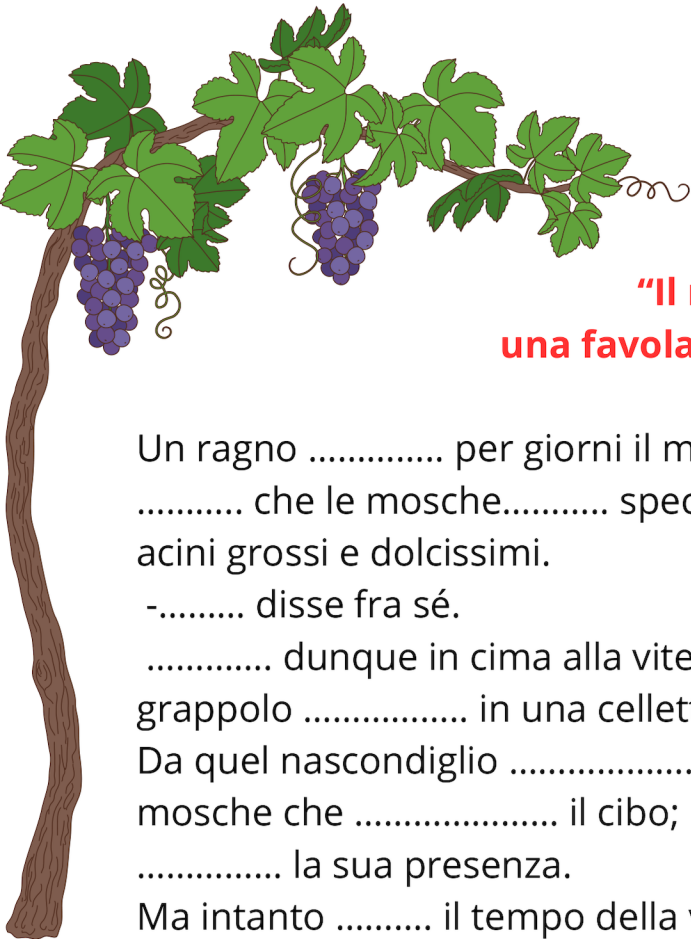 “Il
una favola
Un ragno .............. per giorni il
........... che le mosche........... 
acini grossi e dolcissimi.
-......... disse fra sé.
............. dunque in cima alla vite
grappolo ................. in una
Da quel nascondiglio ...................
mosche che ..................... il cibo;
............... la sua presenza.
Ma intanto .......... il tempo della